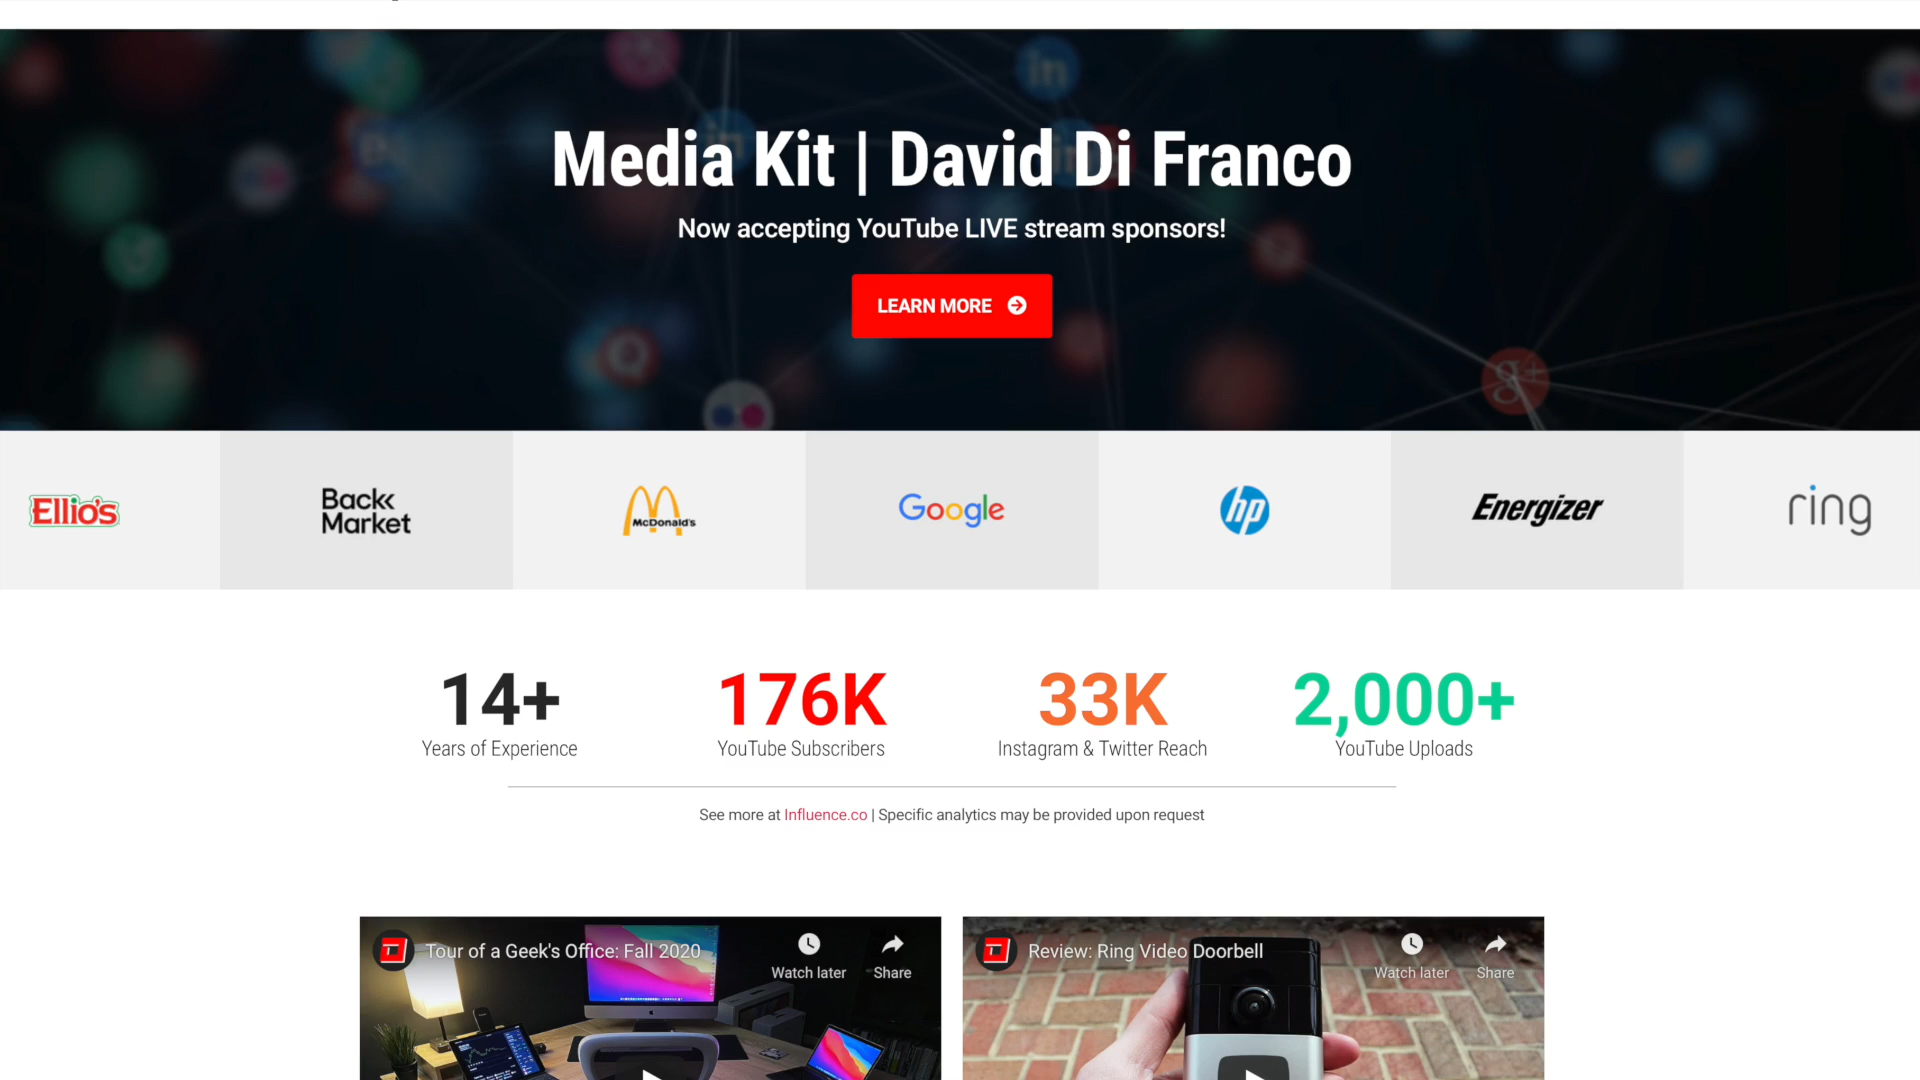 Media Kit | David Di Franco
Now accepting YouTube LIVE stream sponsors!
LEARN MORE
Ellio's
Back Market
McDonald's
Google
hp
Energizer
ring
14+
176K
33K
2,000+
Years of Experience
YouTube Subscribers
Instagram & Twitter Reach
YouTube Uploads
See more at Influence.co | Specific analytics may be provided upon request
Tour of a Geek's Office: Fall 2020
Watch later
Share
Review: Ring Video Doorbell
Watch later
Share
in
g+